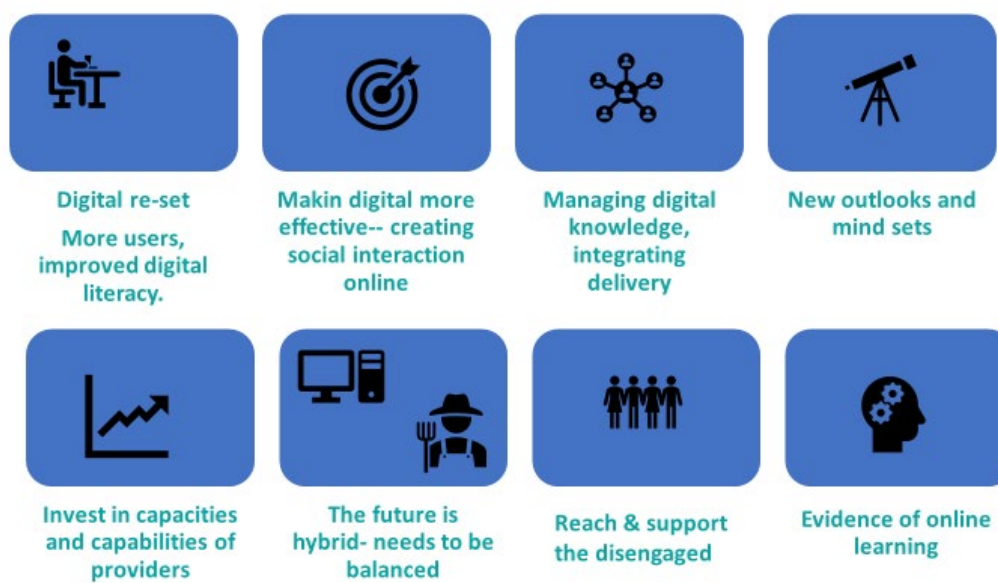 Digital re-set
More users,
improved digital
literacy.
Makin digital more
effective-- creating
social interaction
online
Managing digital
knowledge,
integrating
delivery
New outlooks and
mind sets
Invest in capacities
and capabilities of
providers
The future is
hybrid- needs to be
balanced
Reach & support
the disengaged
Evidence of online
learning